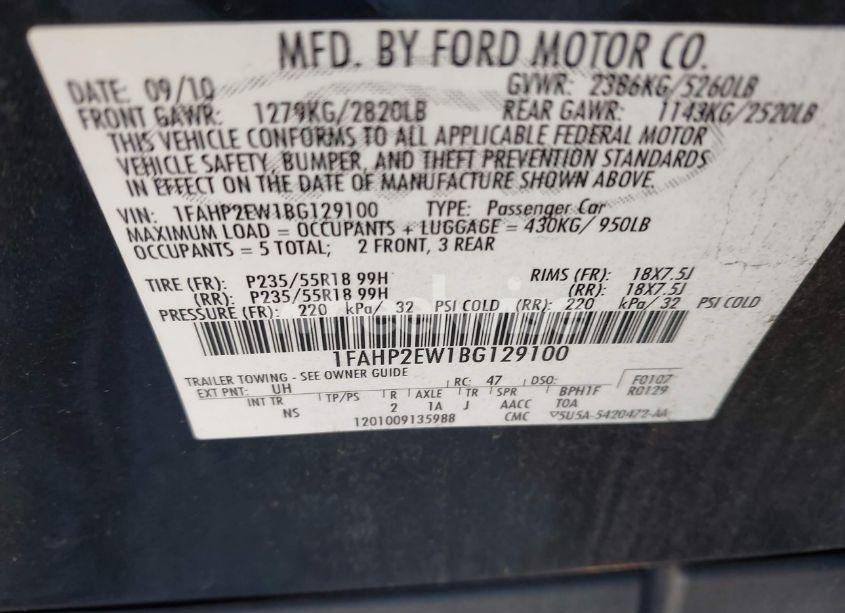 MFD. BY FORD MOTOR CO.
DATE: 09/10 GVWR: 2386KG/5260LB
FRONT GAWR: 1279KG/2820LB REAR GAWR: 1143KG/2520LB
THIS VEHICLE CONFORMS TO ALL APPLICABLE FEDERAL MOTOR
VEHICLE SAFETY, BUMPER, AND THEFT PREVENTION STANDARDS
IN EFFECT ON THE DATE OF MANUFACTURE SHOWN ABOVE.
VIN: 1FAHP2EW1BG129100 TYPE: Passenger Car
MAXIMUM LOAD = OCCUPANTS + LUGGAGE = 430KG/ 950LB
OCCUPANTS = 5 TOTAL; 2 FRONT, 3 REAR
TIRE (FR): P235/55R18 99H RIMS (FR): 18X7.5J
(RR): P235/55R18 99H (RR): 18X7.5J
PRESSURE (FR): 220 kPa/ 32 PSI COLD (RR): 220 kPa/ 32 PSI COLD
1FAHP2EW1BG129100
TRAILER TOWING - SEE OWNER GUIDE
EXT PNT: UH RC: 47 DSO: F0107
INT TR TP/PS R AXLE TR SPR BPH1F R0129
NS 2 1A J AACC TOA
1201009135988 CMC 5U5A-5420472-AA